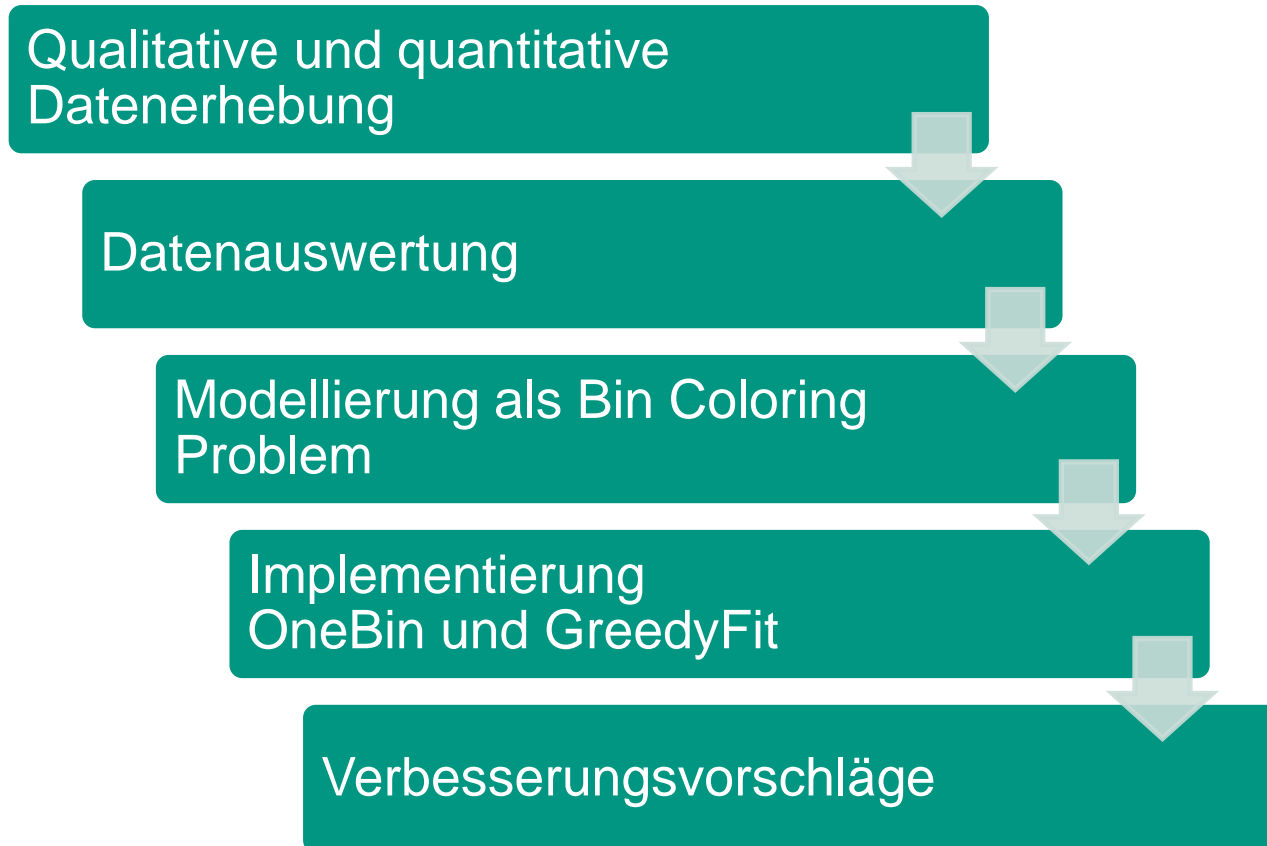 Qualitative und quantitative
Datenerhebung
Datenauswertung
Modellierung als Bin Coloring
Problem
Implementierung
OneBin und GreedyFit
Verbesserungsvorschläge